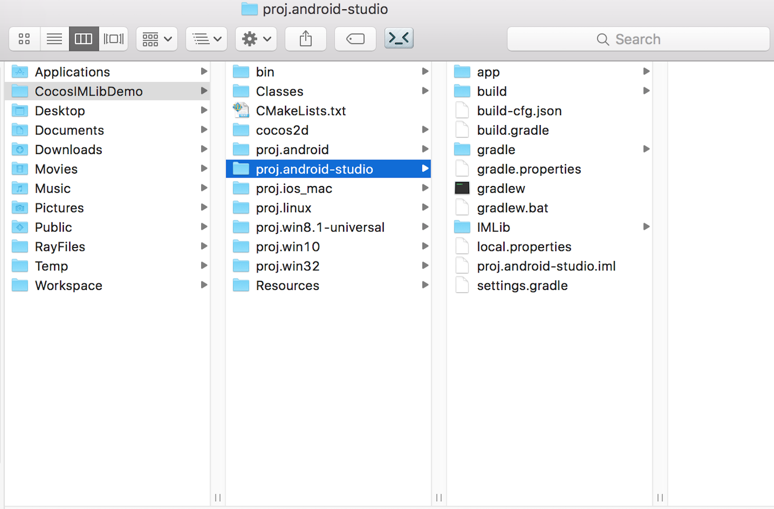 proj.android-studio
Search
Applications
CocosIMLibDemo
Desktop
Documents
Downloads
Movies
Music
Pictures
Public
RayFiles
Temp
Workspace
bin
Classes
CMakeLists.txt
cocos2d
proj.android
proj.android-studio
proj.ios_mac
proj.linux
proj.win8.1-universal
proj.win10
proj.win32
Resources
app
build
build-cfg.json
build.gradle
gradle
gradle.properties
gradlew
gradlew.bat
IMLib
local.properties
proj.android-studio.iml
settings.gradle